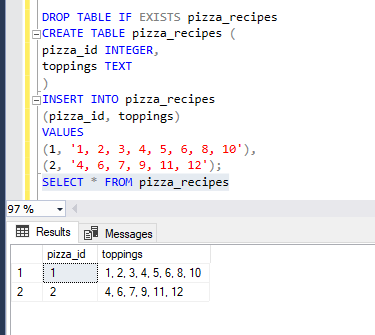 DROP TABLE IF EXISTS pizza_recipes
CREATE TABLE pizza_recipes (
pizza_id INTEGER,
toppings TEXT
)
INSERT INTO pizza_recipes
(pizza_id, toppings)
VALUES
(1, '1, 2, 3, 4, 5, 6, 8, 10'),
(2, '4, 6, 7, 9, 11, 12');
SELECT * FROM pizza_recipes
97 %
Results Messages
pizza_id toppings
1 1 1, 2, 3, 4, 5, 6, 8, 10
2 2 4, 6, 7, 9, 11, 12